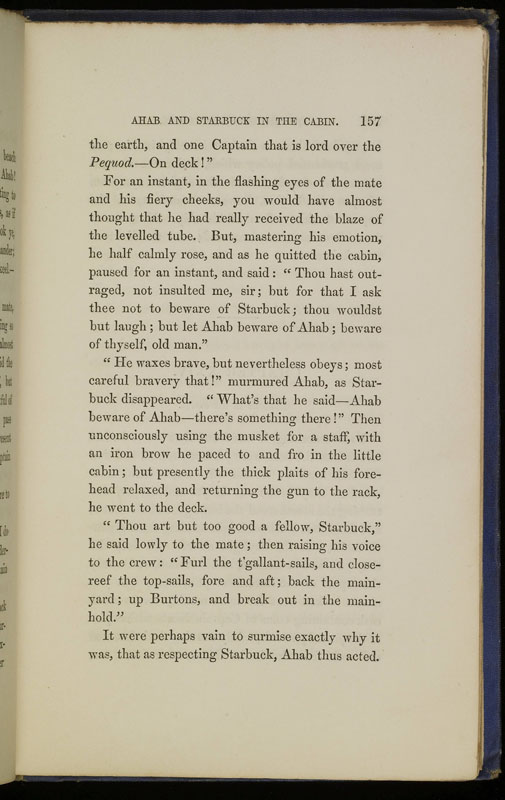 AHAB AND STARBUCK IN THE CABIN. 157
the earth, and one Captain that is lord over the
Pequod.—On deck!”
For an instant, in the flashing eyes of the mate
and his fiery cheeks, you would have almost
thought that he had really received the blaze of
the levelled tube. But, mastering his emotion,
he half calmly rose, and as he quitted the cabin,
paused for an instant, and said: “Thou hast out-
raged, not insulted me, sir; but for that I ask
thee not to beware of Starbuck; thou wouldst
but laugh; but let Ahab beware of Ahab; beware
of thyself, old man.”
“He waxes brave, but nevertheless obeys; most
careful bravery that!” murmured Ahab, as Star-
buck disappeared. “What’s that he said—Ahab
beware of Ahab—there’s something there!” Then
unconsciously using the musket for a staff, with
an iron brow he paced to and fro in the little
cabin; but presently the thick plaits of his fore-
head relaxed, and returning the gun to the rack,
he went to the deck.
“Thou art but too good a fellow, Starbuck,”
he said lowly to the mate; then raising his voice
to the crew: “Furl the t’gallant-sails, and close-
reef the top-sails, fore and aft; back the main-
yard; up Burtons, and break out in the main-
hold.”
It were perhaps vain to surmise exactly why it
was, that as respecting Starbuck, Ahab thus acted.